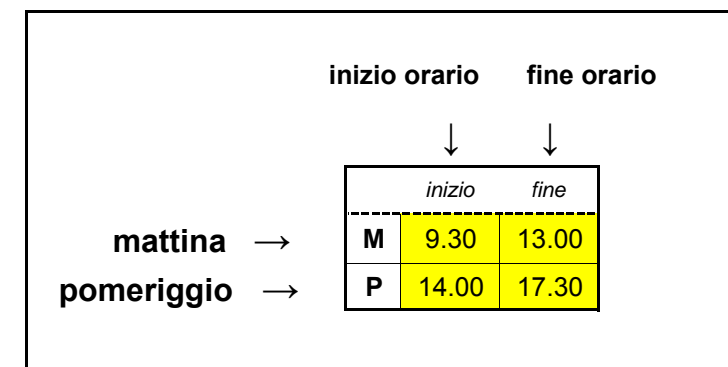 inizio orario fine orario
↓ ↓
inizio fine
mattina → M 9.30 13.00
pomeriggio → P 14.00 17.30